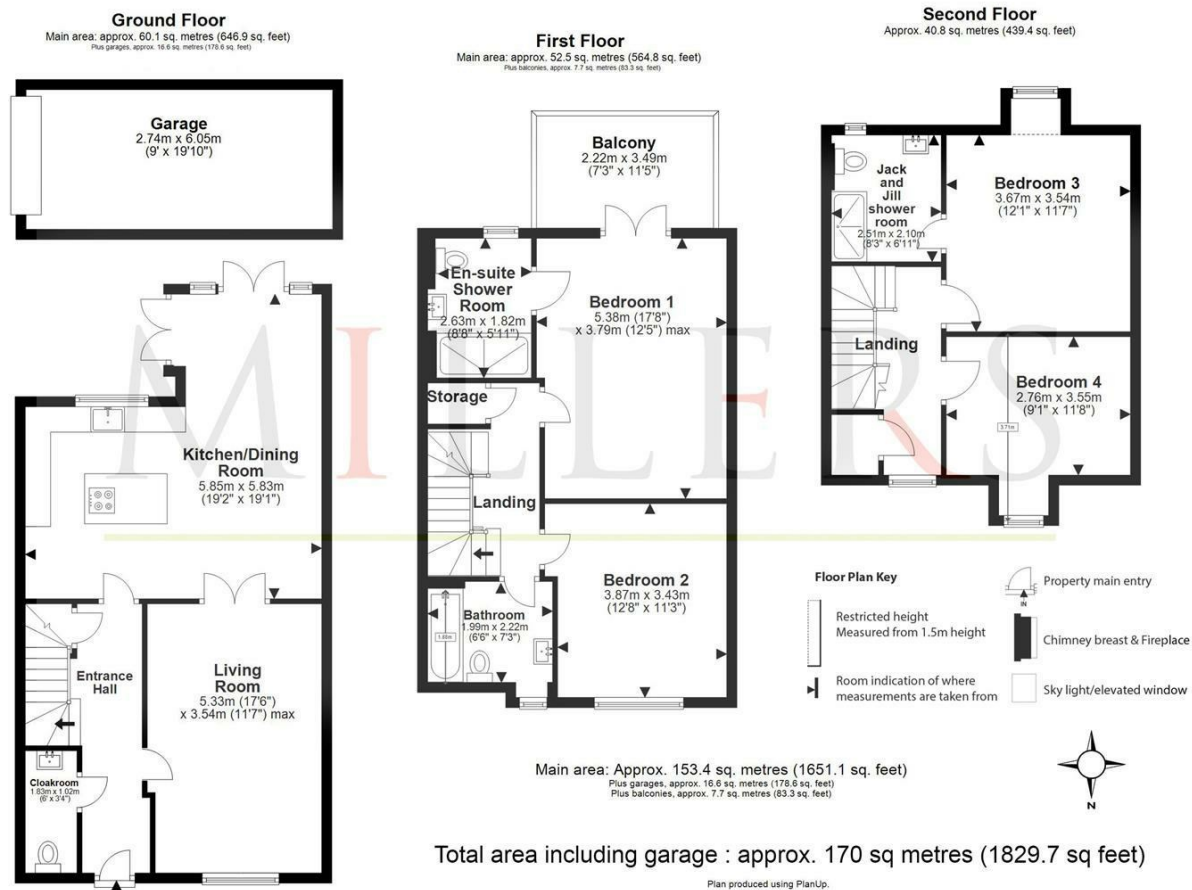 Ground Floor
Main area: approx. 60.1 sq. metres (646.9 sq. feet)
Plus garages, approx. 16.6 sq. metres (178.6 sq. feet)
Garage
2.74m x 6.05m
(9' x 19'10")
Kitchen/Dining
Room
5.85m x 5.83m
(19'2" x 19'1")
Entrance
Hall
Living
Room
5.33m (17'6")
x 3.54m (11'7") max
Cloakroom
1.83m x 1.02m
(6' x 3'4")
First Floor
Main area: approx. 52.5 sq. metres (564.8 sq. feet)
Plus balconies, approx. 7.7 sq. metres (83.3 sq. feet)
Balcony
2.22m x 3.49m
(7'3" x 11'5")
En-suite
Shower
Room
2.63m x 1.82m
(8'8" x 5'11")
Bedroom 1
5.38m (17'8")
x 3.79m (12'5") max
Storage
Landing
Bathroom
1.99m x 2.22m
(6'6" x 7'3")
Bedroom 2
3.87m x 3.43m
(12'8" x 11'3")
Second Floor
Approx. 40.8 sq. metres (439.4 sq. feet)
Jack
and
Jill
shower
room
2.51m x 2.10m
(8'3" x 6'11")
Bedroom 3
3.67m x 3.54m
(12'1" x 11'7")
Landing
Bedroom 4
2.76m x 3.55m
(9'1" x 11'8")
3.71m
MILLERS
Floor Plan Key
Restricted height
Measured from 1.5m height
Room indication of where
measurements are taken from
Property main entry
IN
Chimney breast & Fireplace
Sky light/elevated window
N
Main area: Approx. 153.4 sq. metres (1651.1 sq. feet)
Plus garages, approx. 16.6 sq. metres (178.6 sq. feet)
Plus balconies, approx. 7.7 sq. metres (83.3 sq. feet)
Total area including garage : approx. 170 sq metres (1829.7 sq feet)
Plan produced using PlanUp.